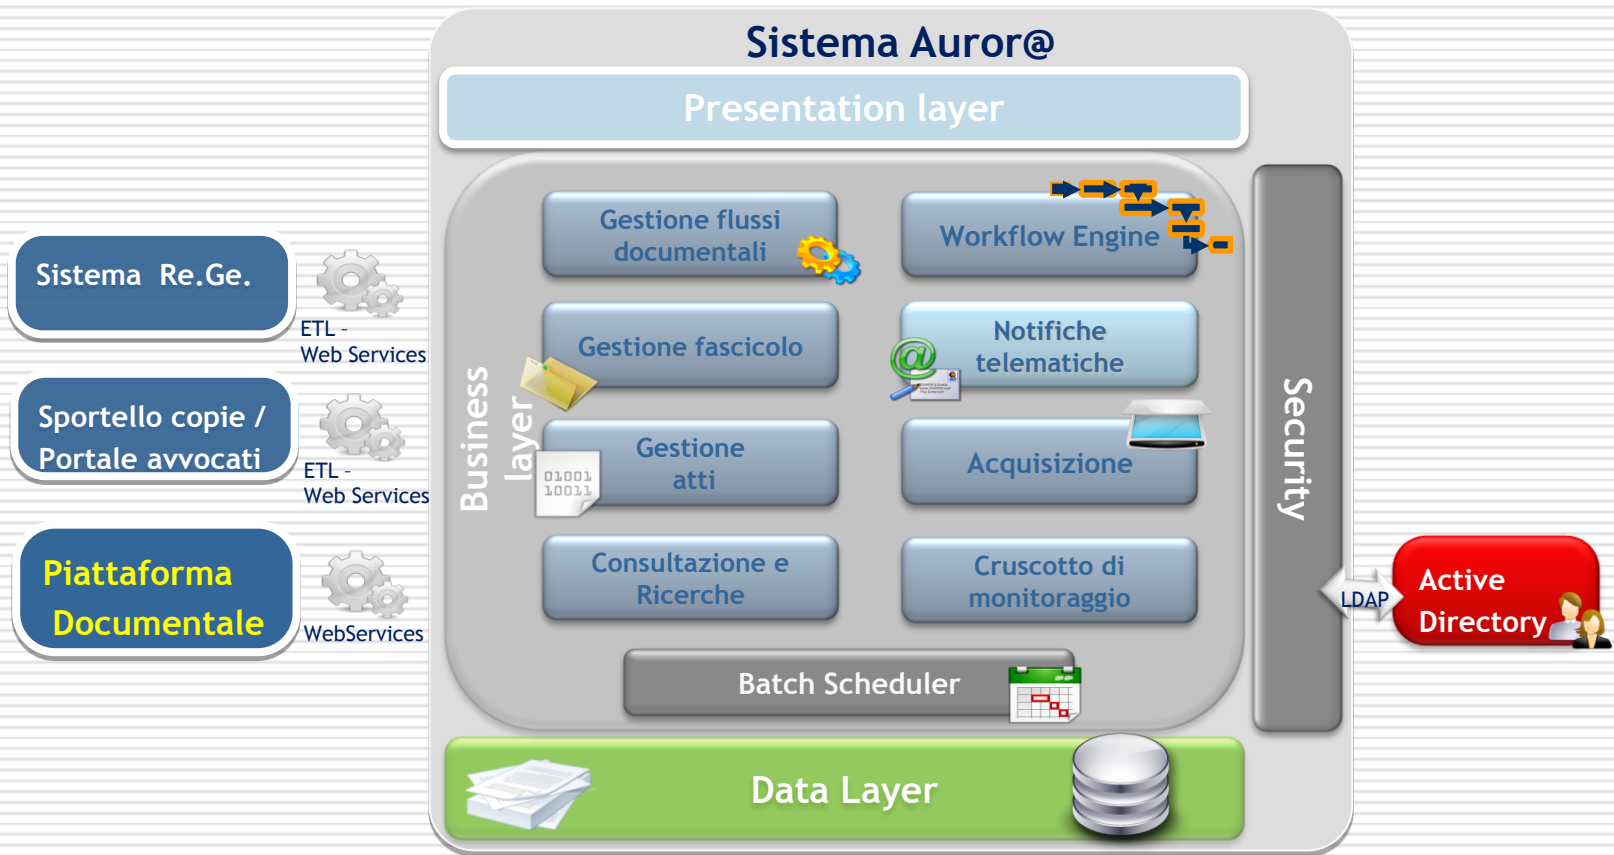 Sistema Auror@
Presentation layer
Gestione flussi
documentali
Workflow Engine
Sistema Re.Ge.
ETL –
Web Services
Gestione fascicolo
Notifiche
telematiche
Business
layer
Security
Sportello copie /
Portale avvocati
ETL –
Web Services
Gestione
atti
01001
10011
Acquisizione
Piattaforma
Documentale
WebServices
Consultazione e
Ricerche
Cruscotto di
monitoraggio
LDAP
Active
Directory
Batch Scheduler
Data Layer